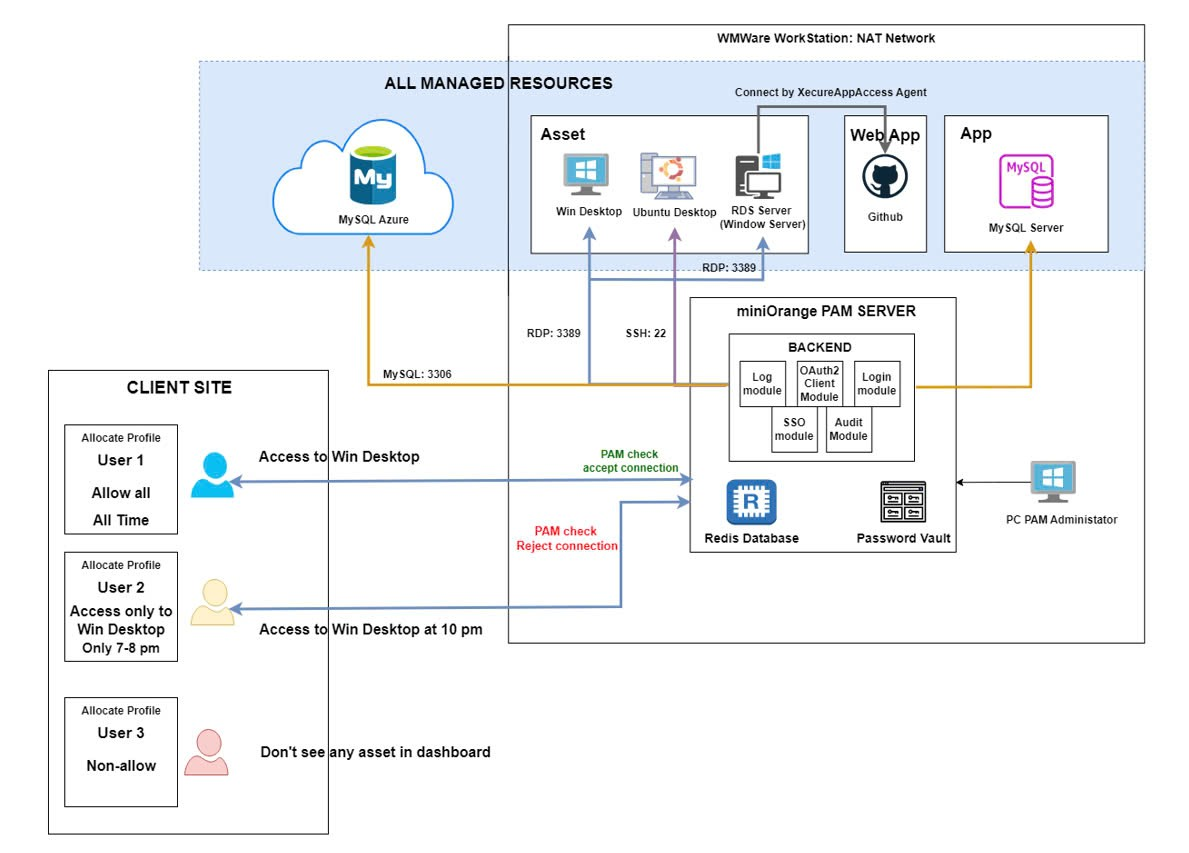 WMWare WorkStation: NAT Network
ALL MANAGED RESOURCES
Connect by XecureAppAccess Agent
My
MySQL Azure
Asset
Win Desktop
Ubuntu Desktop
RDS Server
(Window Server)
Web App
Github
App
MySQL
MySQL Server
RDP: 3389
RDP: 3389
SSH: 22
MySQL: 3306
miniOrange PAM SERVER
BACKEND
Log
module
OAuth2
Client
Module
Login
module
SSO
module
Audit
Module
R
Redis Database
Password Vault
PC PAM Administator
CLIENT SITE
Allocate Profile
User 1
Allow all
All Time
Access to Win Desktop
PAM check
accept connection
PAM check
Reject connection
Allocate Profile
User 2
Access only to
Win Desktop
Only 7-8 pm
Access to Win Desktop at 10 pm
Allocate Profile
User 3
Non-allow
Don't see any asset in dashboard